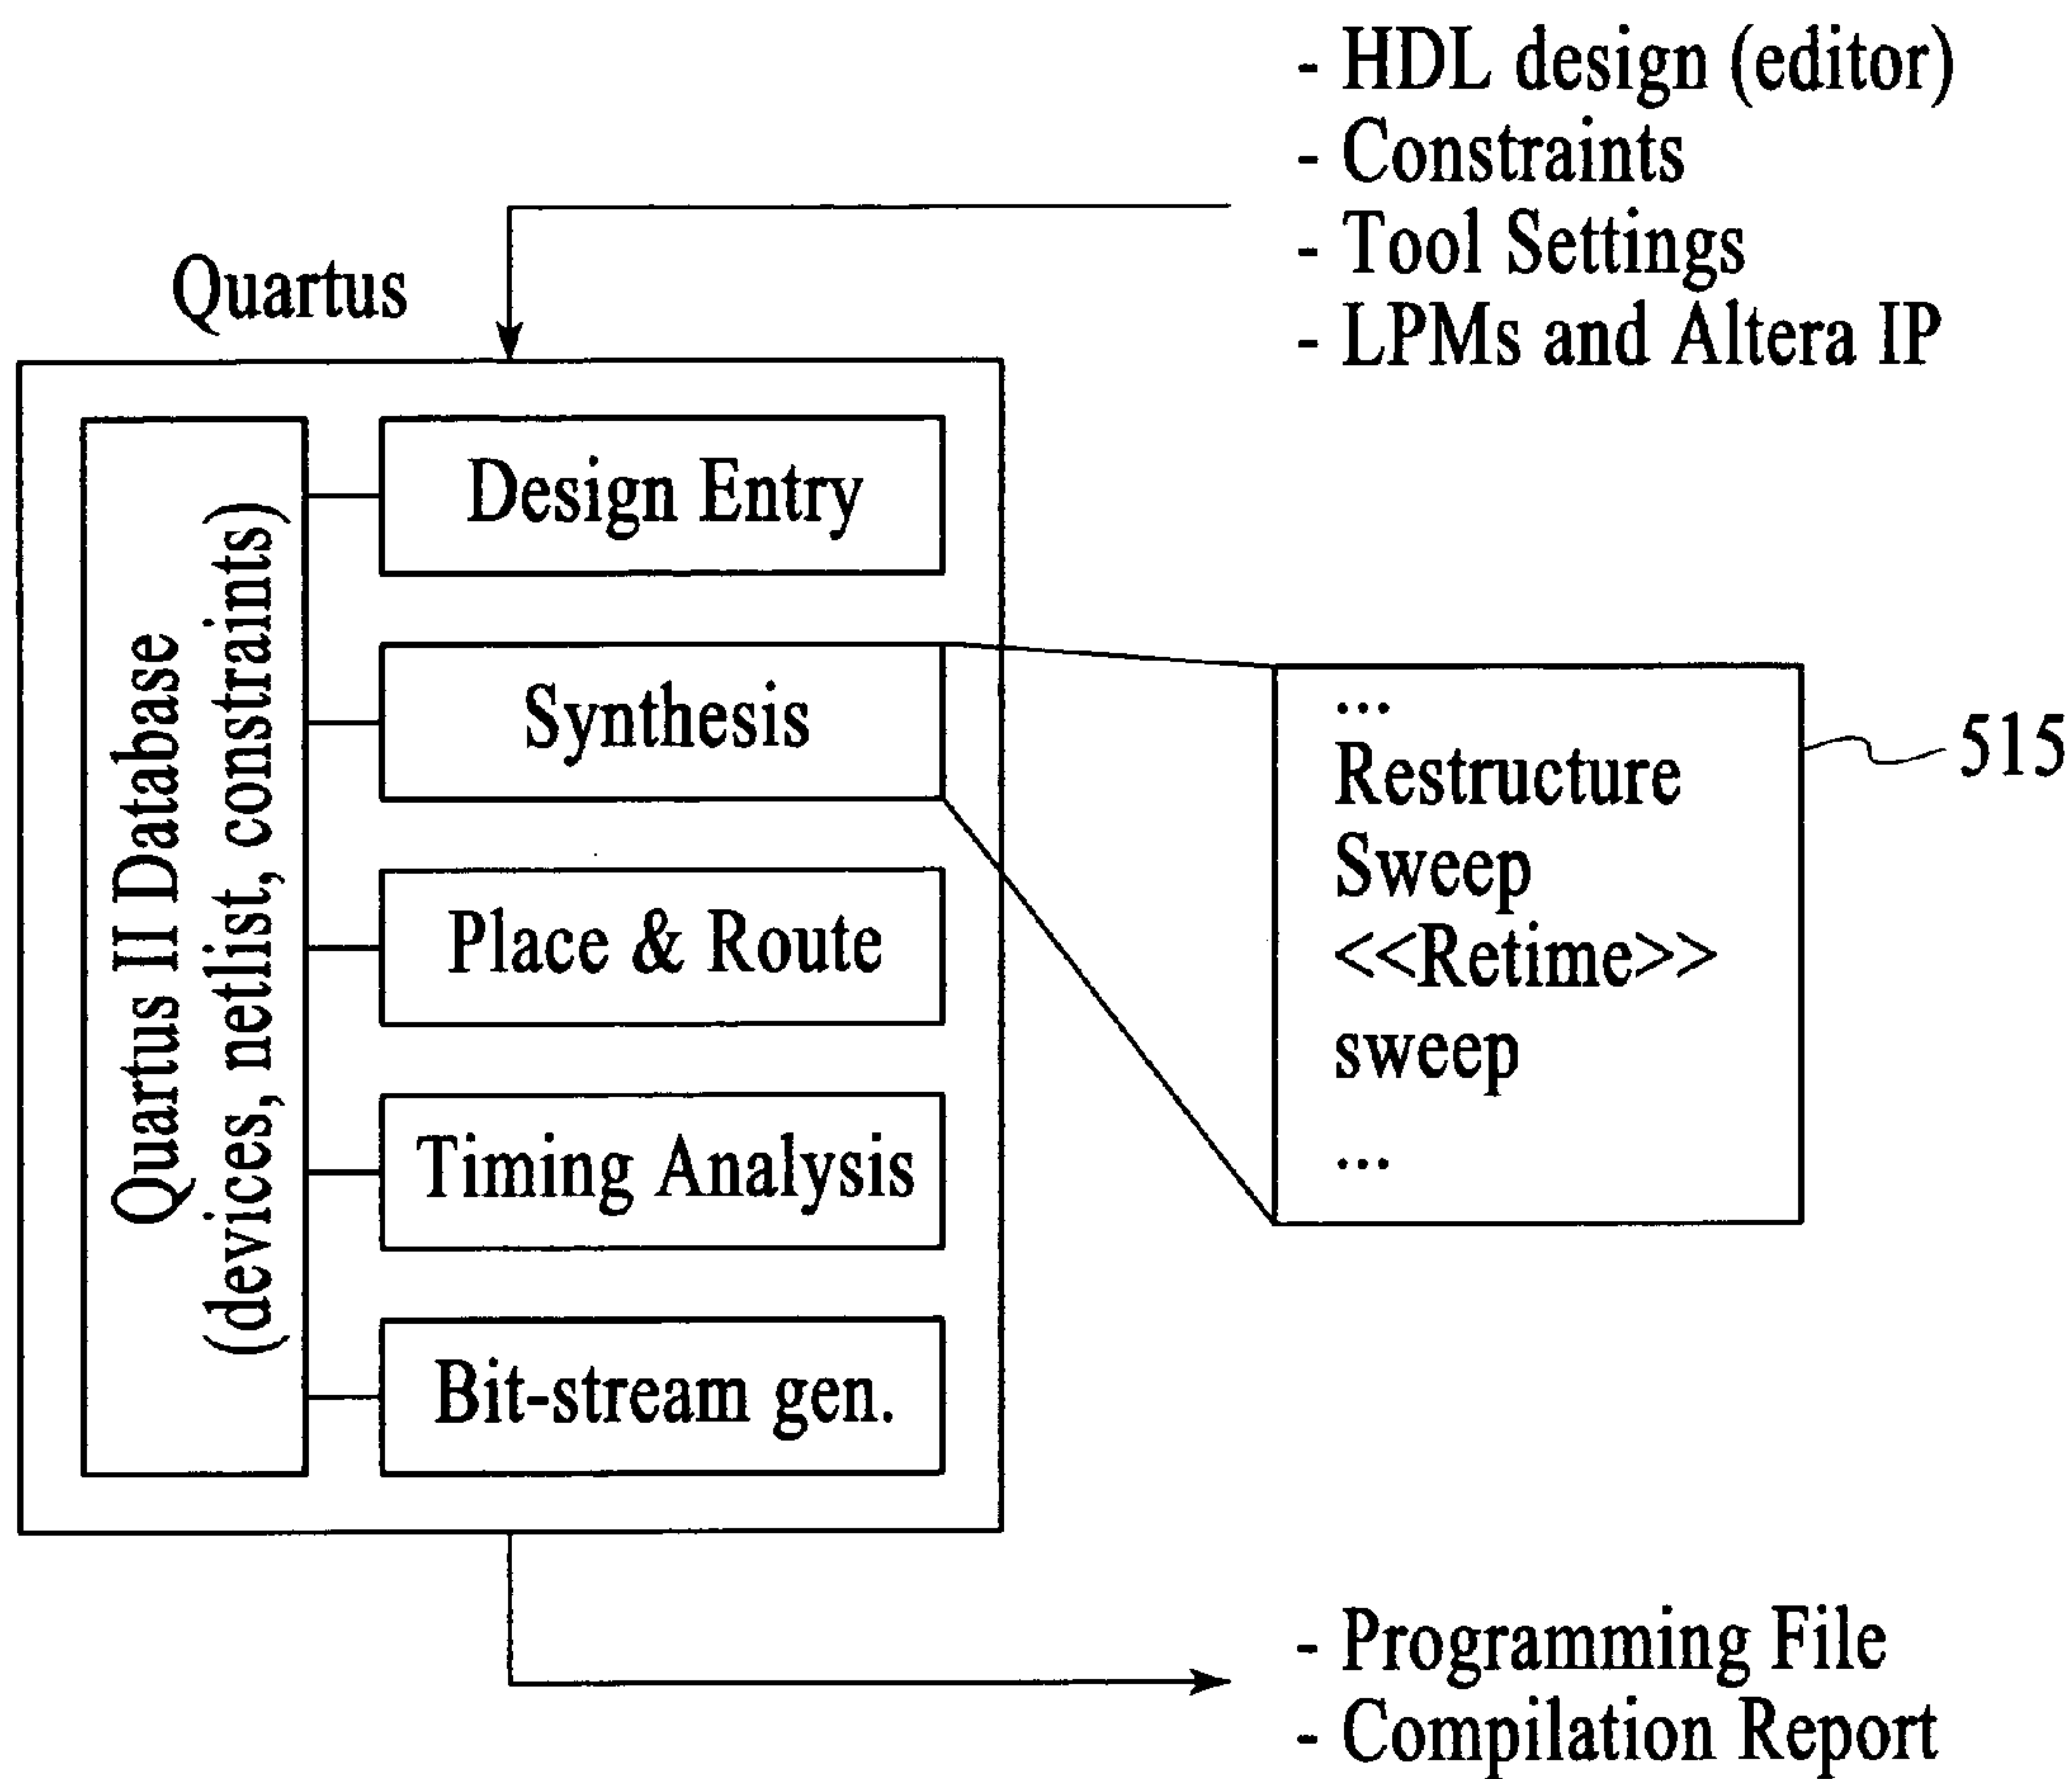 - HDL design (editor)
- Constraints
- Tool Settings
- LPMs and Altera IP
Quartus
Quartus II Database
(devices, netlist, constraints)
Design Entry
Synthesis
Place & Route
Timing Analysis
Bit-stream gen.
...
Restructure
Sweep
<<Retime>>
sweep
...
515
- Programming File
- Compilation Report